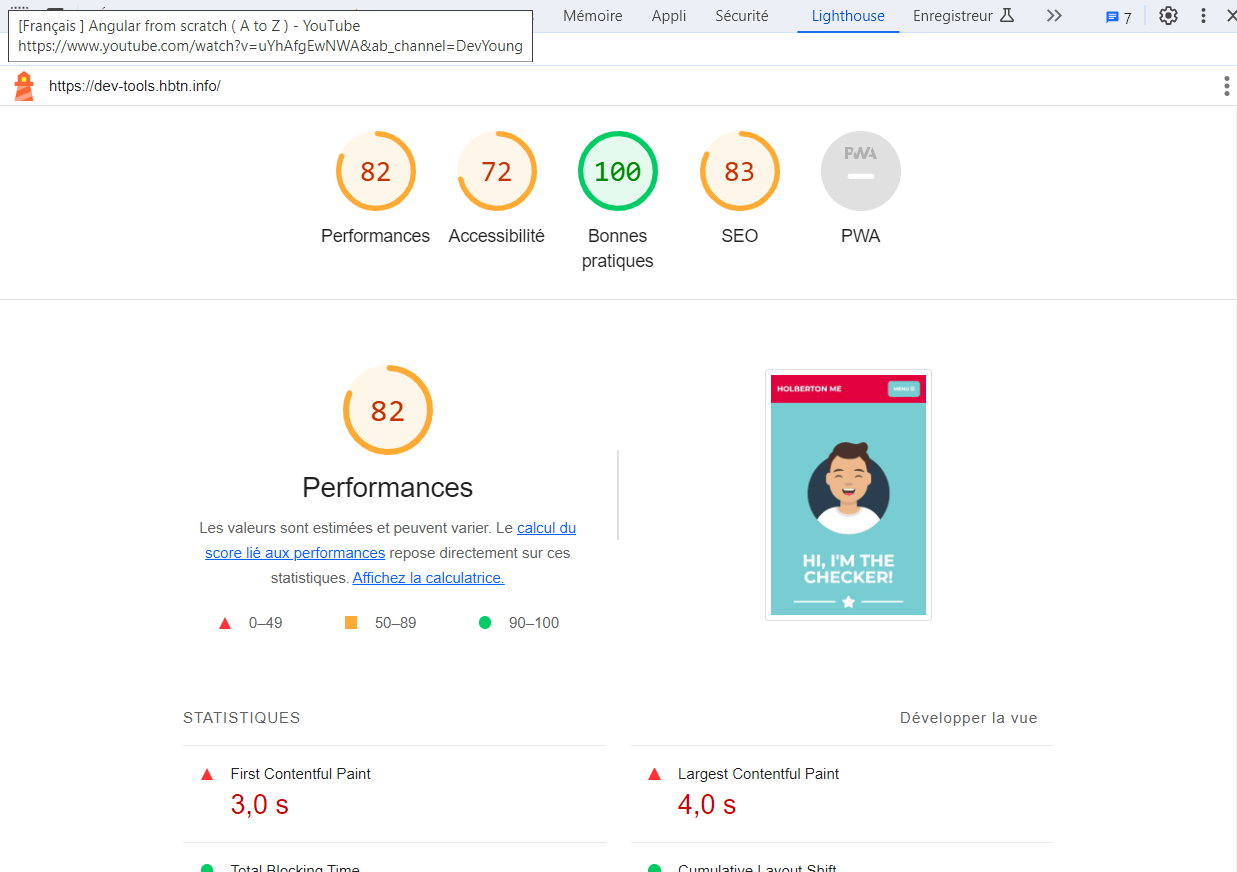 [Français ] Angular from scratch ( A to Z ) - YouTube
https://www.youtube.com/watch?v=uYhAfgEwNWA&ab_channel=DevYoung
Mémoire Appli Sécurité Lighthouse Enregistreur 7
https://dev-tools.hbtn.info/
82 72 100 83 PWA
Performances Accessibilité Bonnes pratiques SEO PWA
82
Performances
Les valeurs sont estimées et peuvent varier. Le calcul du
score lié aux performances repose directement sur ces
statistiques. Affichez la calculatrice.
0–49 50–89 90–100
HOLBERTON ME MENU
HI, I'M THE
CHECKER!
STATISTIQUES Développer la vue
First Contentful Paint Largest Contentful Paint
3,0 s 4,0 s
Total Blocking Time Cumulative Layout Shift